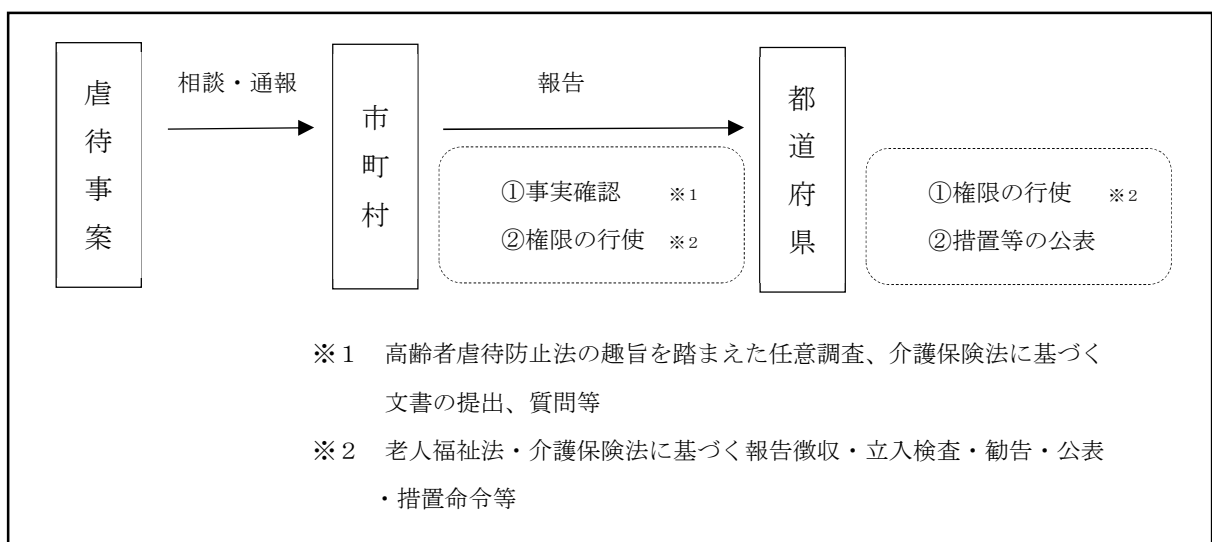 虐待事案
相談・通報
市町村
報告
①事実確認 ※1
②権限の行使 ※2
都道府県
①権限の行使 ※2
②措置等の公表
※1 高齢者虐待防止法の趣旨を踏まえた任意調査、介護保険法に基づく
文書の提出、質問等
※2 老人福祉法・介護保険法に基づく報告徴収・立入検査・勧告・公表
・措置命令等